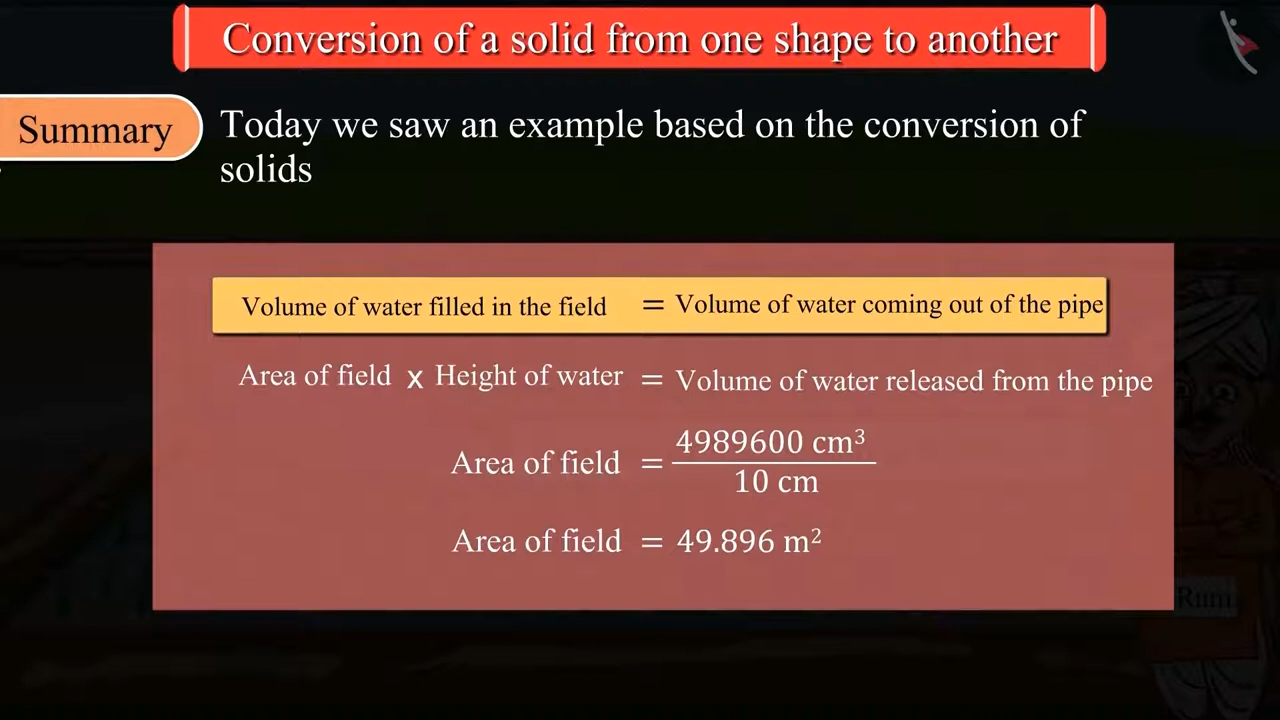 Conversion of a solid from one shape to another
Summary
Today we saw an example based on the conversion of
solids
Volume of water filled in the field = Volume of water coming out of the pipe
Area of field x Height of water = Volume of water released from the pipe
Area of field = 4989600 cm³ / 10 cm
Area of field = 49.896 m²